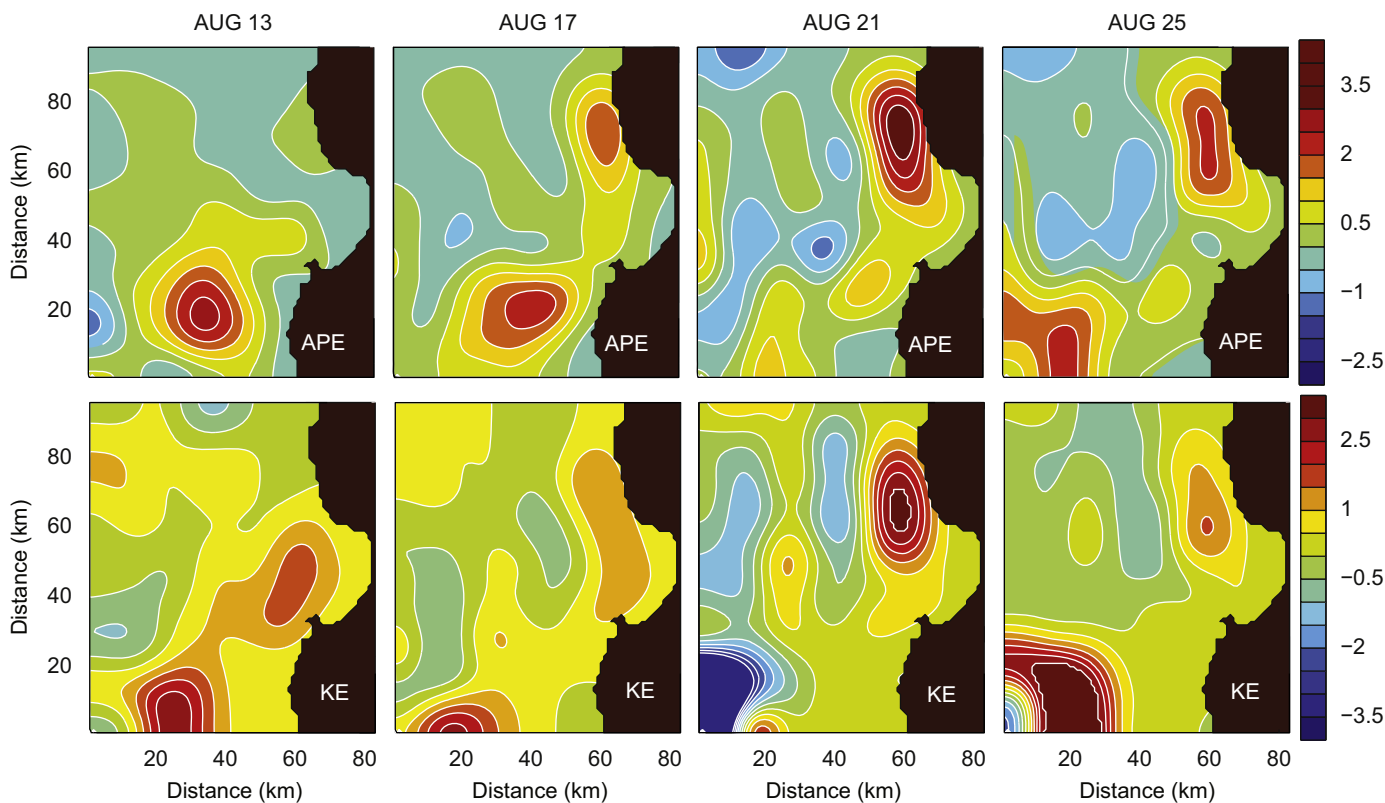 AUG 13 AUG 17 AUG 21 AUG 25
Distance (km)
80
60
40
20
APE APE APE APE
3.5
2
0.5
−1
−2.5
Distance (km)
80
60
40
20
KE KE KE KE
2.5
1
−0.5
−2
−3.5
20 40 60 80 20 40 60 80 20 40 60 80 20 40 60 80
Distance (km) Distance (km) Distance (km) Distance (km)